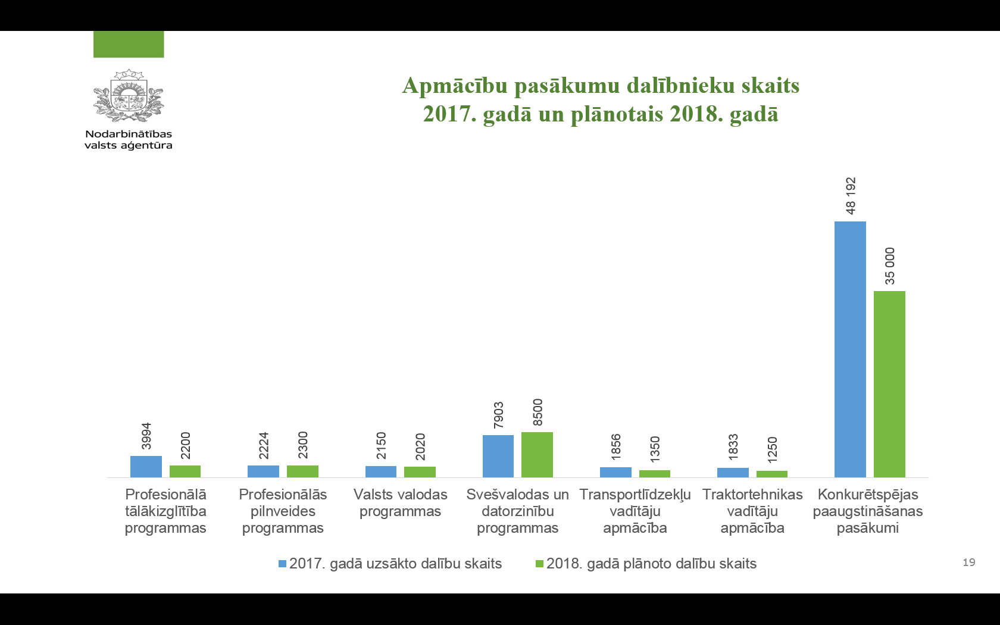 Nodarbinātības
valsts aģentūra
Apmācību pasākumu dalībnieku skaits
2017. gadā un plānotais 2018. gadā
3994
2200
2224
2300
2150
2020
7903
8500
1856
1350
1833
1250
48 192
35 000
Profesionālā
tālākizglītība
programmas
Profesionālās
pilnveides
programmas
Valsts valodas
programmas
Svešvalodas un
datorzinību
programmas
Transportlīdzekļu
vadītāju
apmācība
Traktortehnikas
vadītāju
apmācība
Konkurētspējas
paaugstināšanas
pasākumi
2017. gadā uzsākto dalību skaits
2018. gadā plānoto dalību skaits
19